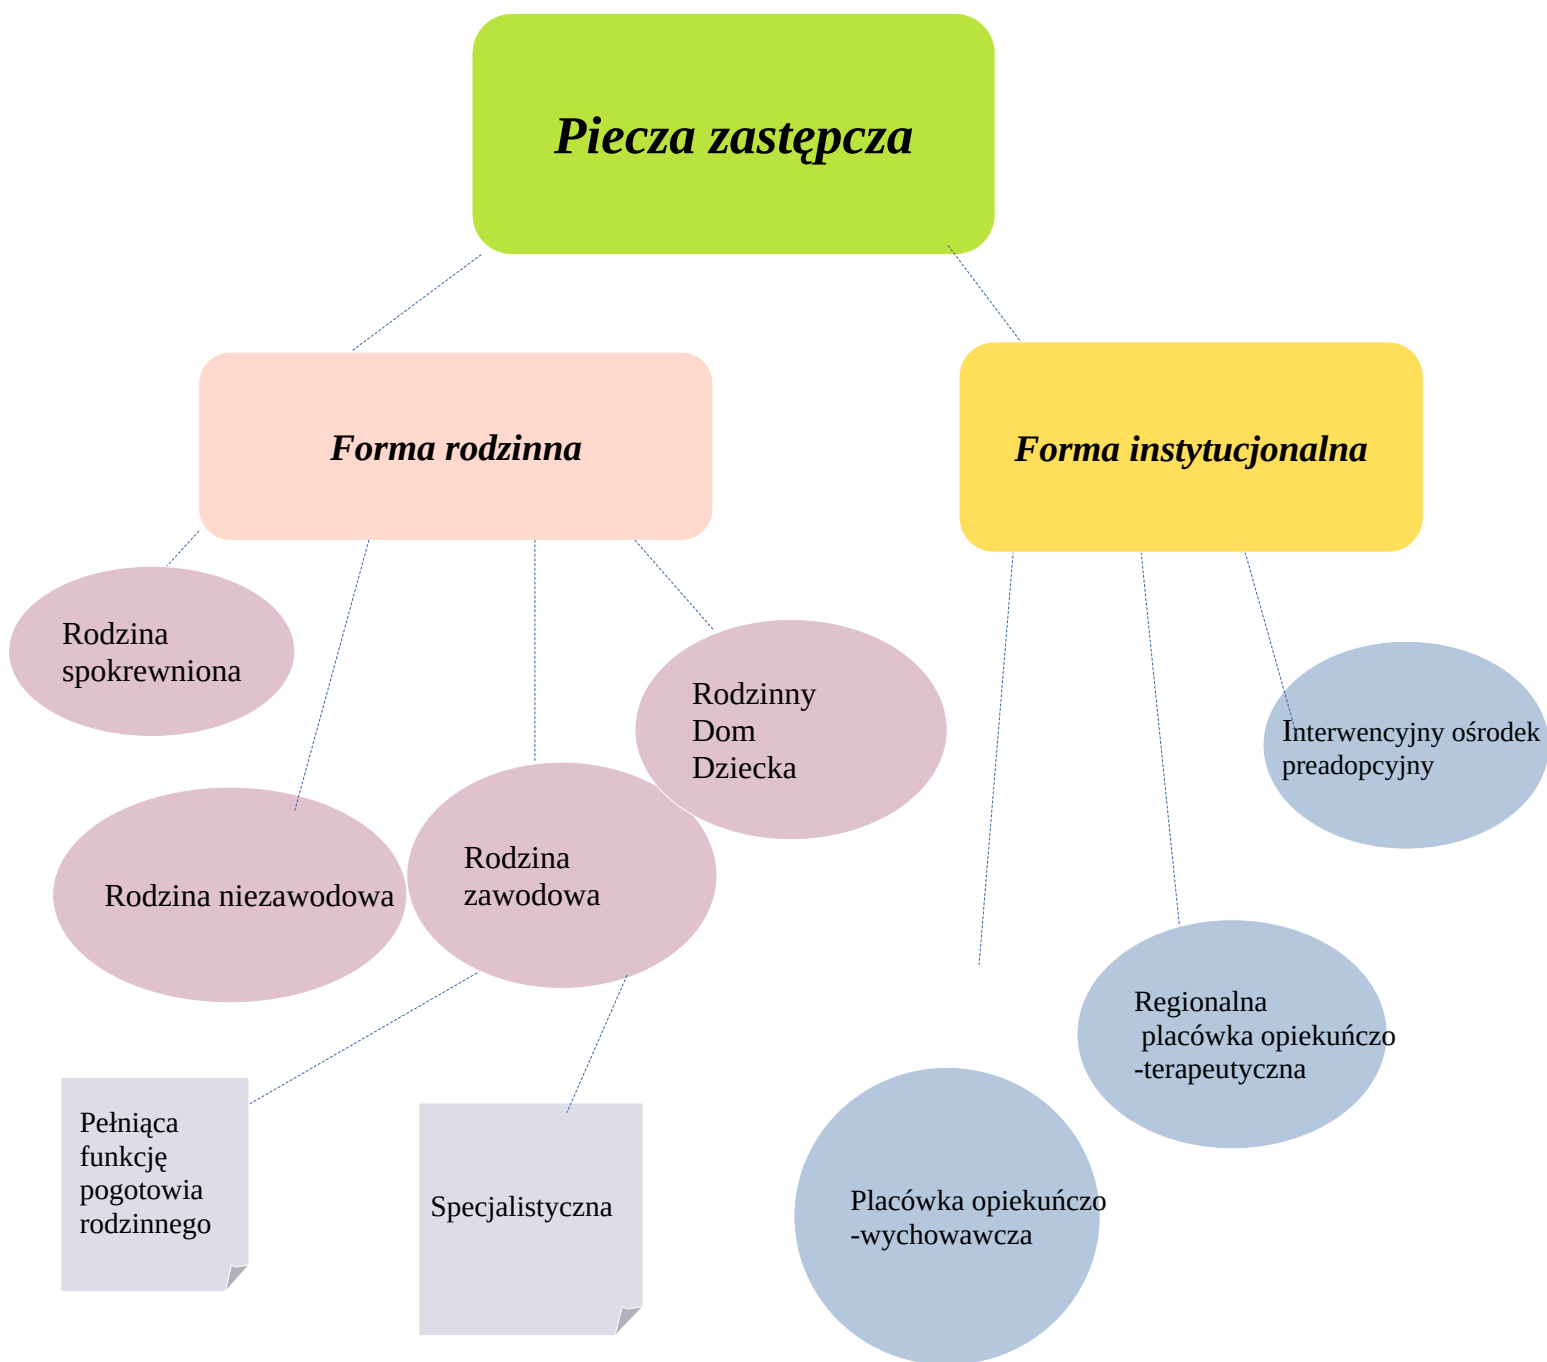 Piecza zastępcza
Forma rodzinna
Forma instytucjonalna
Rodzina
spokrewniona
Rodzinny
Dom
Dziecka
Interwencyjny ośrodek
preadopcyjny
Rodzina niezawodowa
Rodzina
zawodowa
Regionalna
placówka opiekuńczo
-terapeutyczna
Pełniąca
funkcję
pogotowia
rodzinnego
Specjalistyczna
Placówka opiekuńczo
-wychowawcza